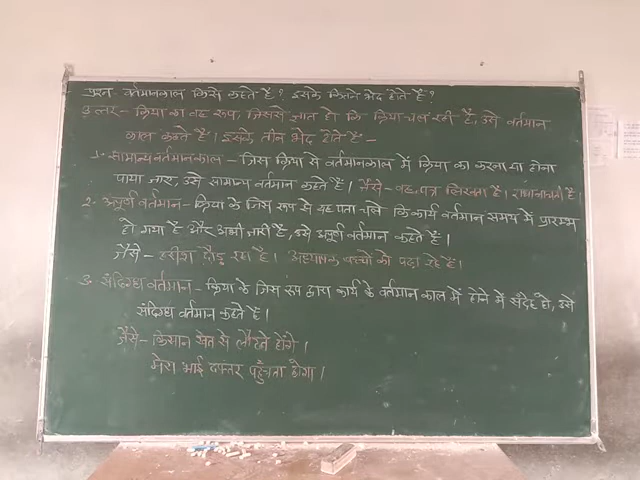 प्रश्न वर्तमानकाल किसे कहते हैं? इसके कितने भेद होते हैं?
उत्तर- क्रिया का वह रूप, जिससे ज्ञात हो कि क्रिया चल रही है, उसे वर्तमान
काल कहते हैं। इसके तीन भेद होते हैं-
1. सामान्य वर्तमानकाल - जिस क्रिया से वर्तमानकाल में क्रिया का करना या होना
पाया जाए, उसे सामान्य वर्तमान कहते हैं। जैसे- वह पत्र लिखता है। राधा नाचती है।
2. अपूर्ण वर्तमान - क्रिया के जिस रूप से यह पता चले कि कार्य वर्तमान समय में प्रारम्भ
हो गया है और अभी जारी है, उसे अपूर्ण वर्तमान कहते हैं।
जैसे- हरीश दौड़ रहा है। अध्यापक बच्चों को पढ़ा रहे हैं।
3. संदिग्ध वर्तमान - क्रिया के जिस रूप द्वारा कार्य के वर्तमान काल में होने में संदेह हो, उसे
संदिग्ध वर्तमान कहते हैं।
जैसे- किसान खेत से लौटते होंगे।
मेरा भाई दफ्तर पहुँचता होगा।